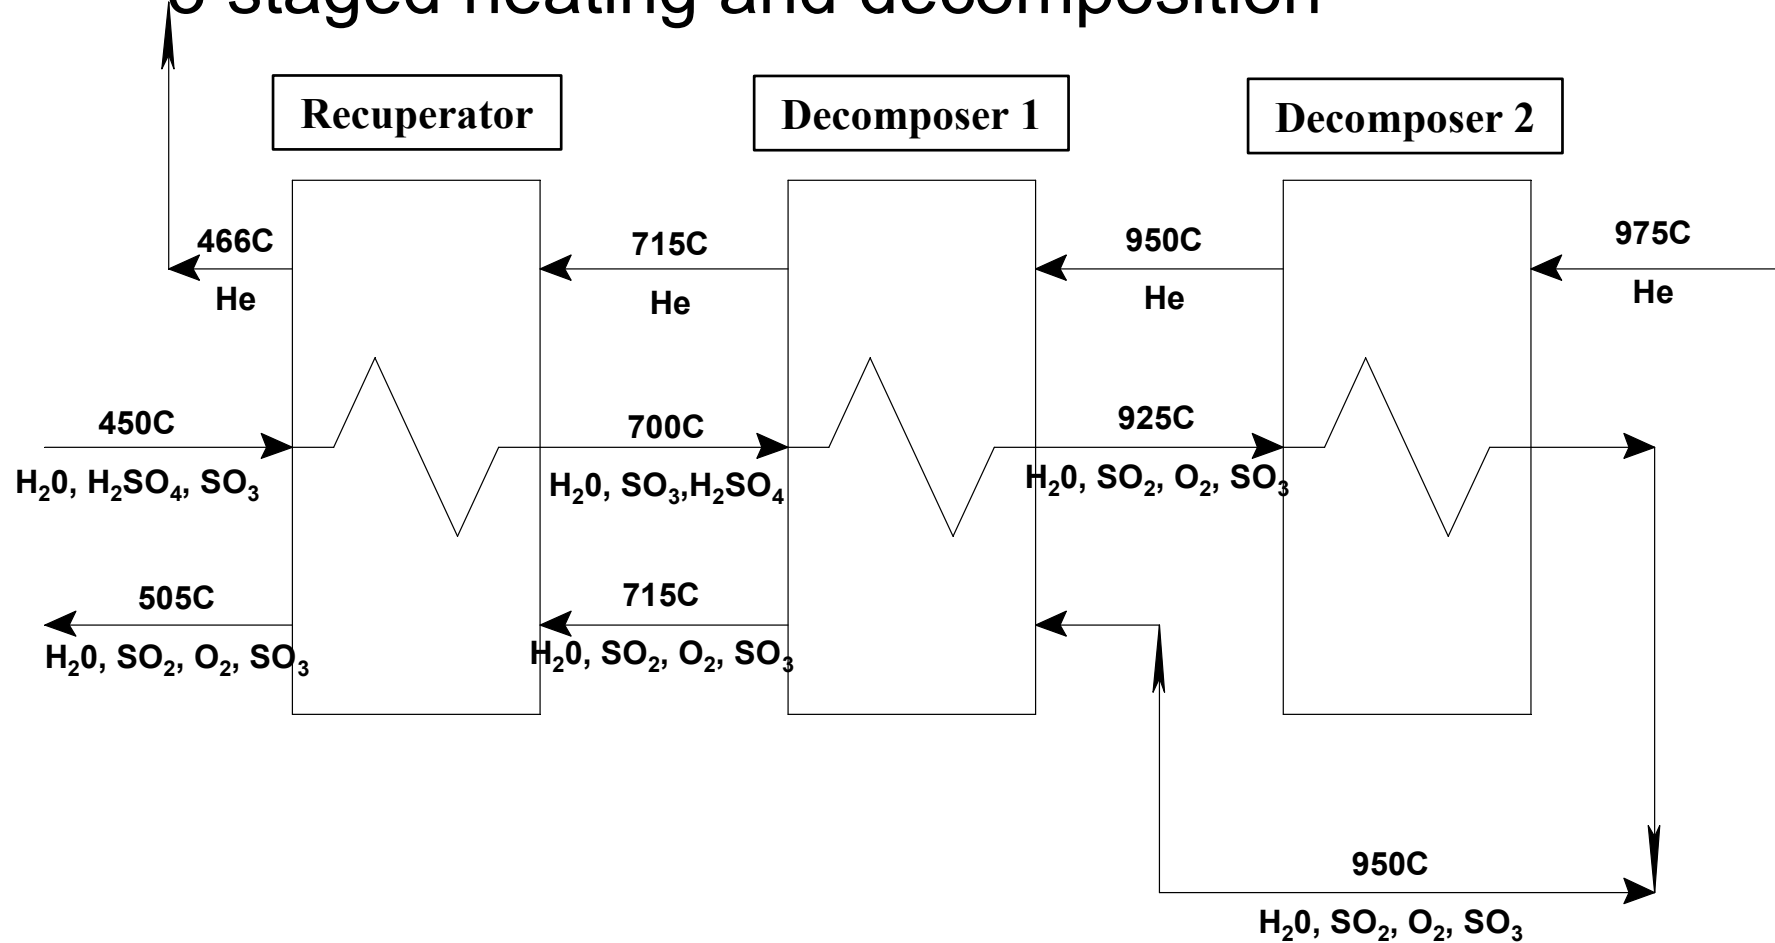 3 staged heating and decomposition
Recuperator
Decomposer 1
Decomposer 2
466C
He
715C
He
950C
He
975C
He
450C
H₂0, H₂SO₄, SO₃
700C
H₂0, SO₃,H₂SO₄
925C
H₂0, SO₂, O₂, SO₃
505C
H₂0, SO₂, O₂, SO₃
715C
H₂0, SO₂, O₂, SO₃
950C
H₂0, SO₂, O₂, SO₃